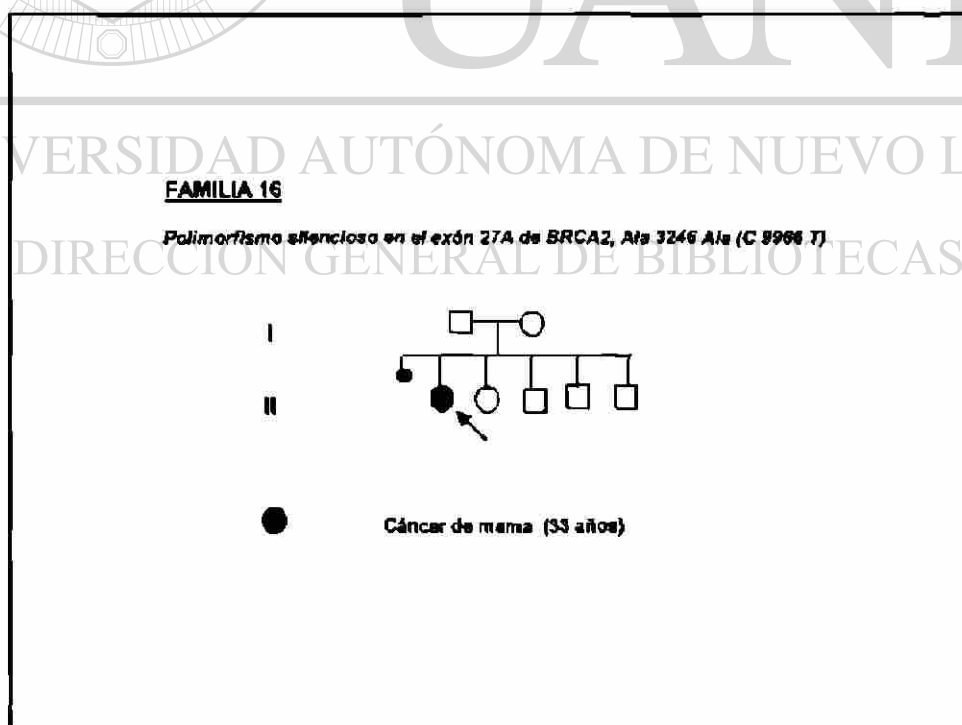 UANL
VERSIDAD AUTÓNOMA DE NUEVO L
FAMILIA 16
Polimorfismo silencioso en el exón 27A de BRCA2, Ala 3246 Ala (C 9966 T)
DIRECCIÓN GENERAL DE BIBLIOTECAS
I
II
Cáncer de mama (33 años)